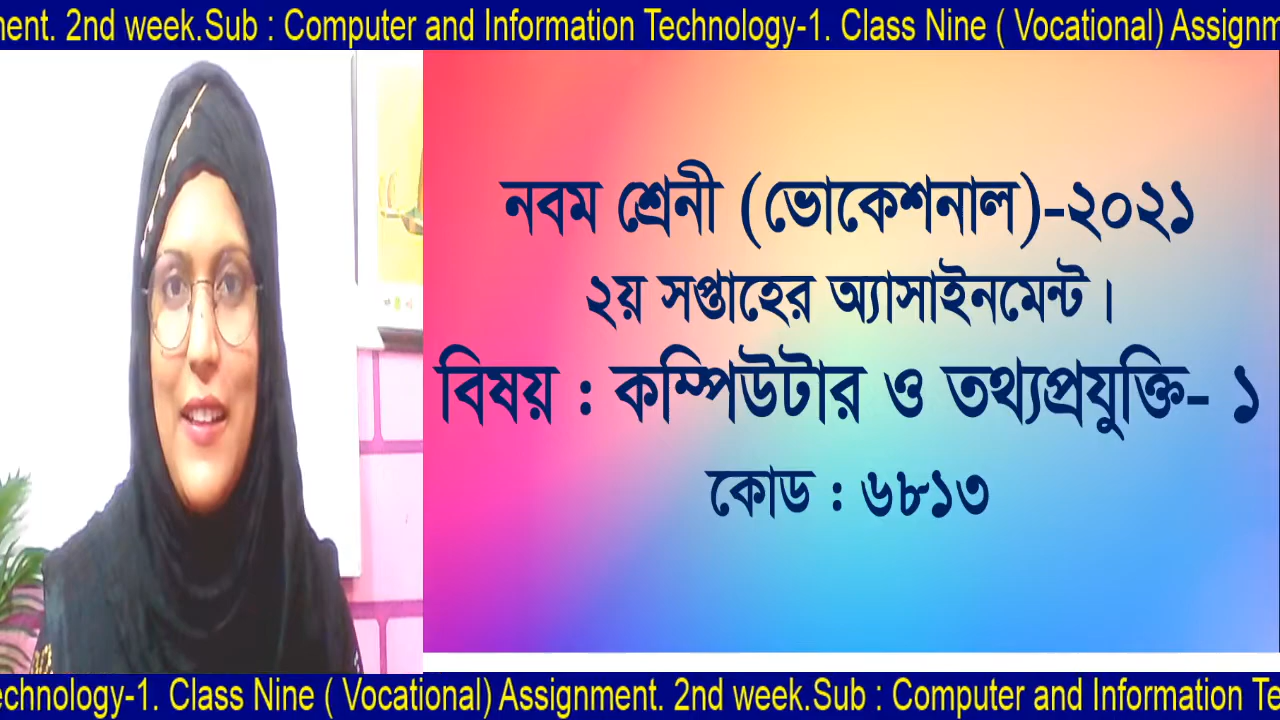 ment. 2nd week.Sub : Computer and Information Technology-1. Class Nine ( Vocational) Assignm
নবম শ্রেনী (ভোকেশনাল)-২০২১
২য় সপ্তাহের অ্যাসাইনমেন্ট।
বিষয় : কম্পিউটার ও তথ্যপ্রযুক্তি- ১
কোড : ৬৮১৩
echnology-1. Class Nine ( Vocational) Assignment. 2nd week.Sub : Computer and Information Te